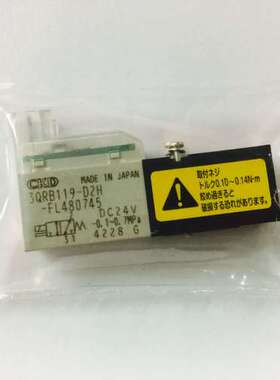 CKD MADE IN JAPAN
3QRB119-D2H
-FL480745
DC24V
-0.1-0.7MPa
4228 G
31
取付ネジ
トルク0.10~0.14N·m
絞め過ぎると
破損する恐れがあります。